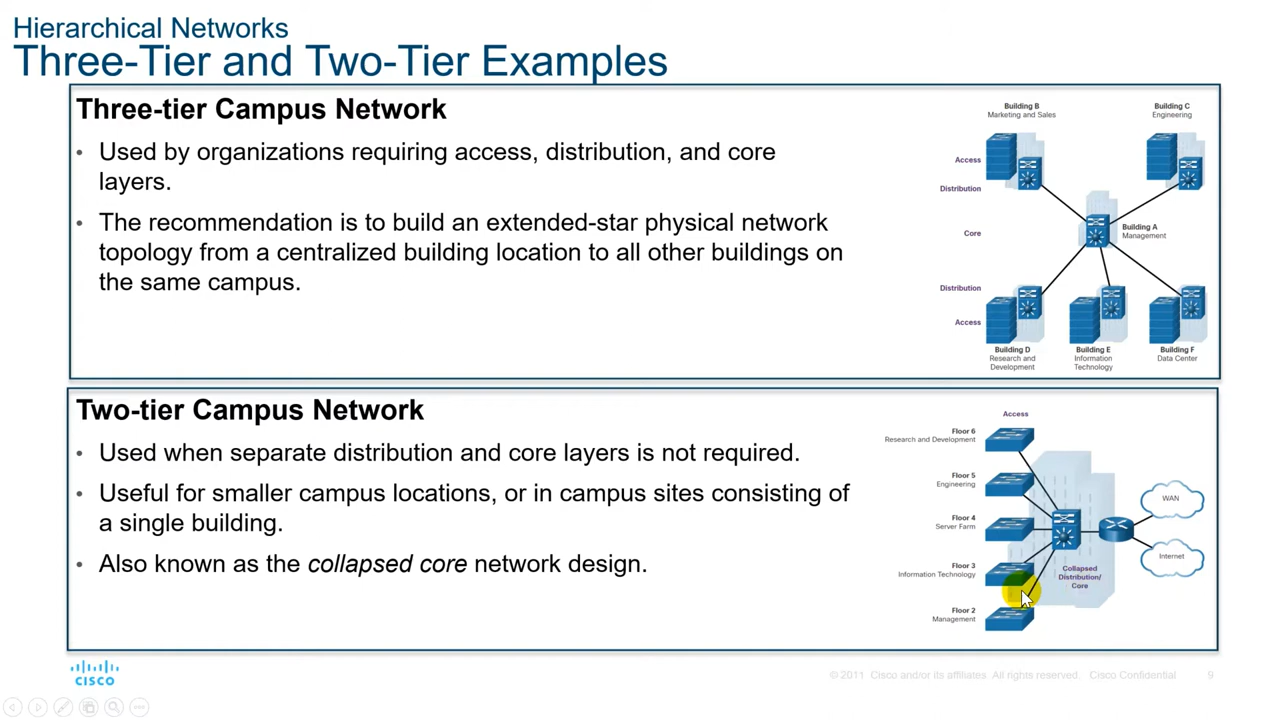 Hierarchical Networks
Three-Tier and Two-Tier Examples
Three-tier Campus Network
• Used by organizations requiring access, distribution, and core
layers.
• The recommendation is to build an extended-star physical network
topology from a centralized building location to all other buildings on
the same campus.
Building B
Marketing and Sales
Building C
Engineering
Access
Distribution
Core
Building A
Management
Distribution
Access
Building D
Research and
Development
Building E
Information
Technology
Building F
Data Center
Two-tier Campus Network
• Used when separate distribution and core layers is not required.
• Useful for smaller campus locations, or in campus sites consisting of
a single building.
• Also known as the collapsed core network design.
Access
Floor 6
Research and Development
Floor 5
Engineering
Floor 4
Server Farm
Floor 3
Information Technology
Floor 2
Management
Collapsed
Distribution/
Core
WAN
Internet
CISCO
© 2011 Cisco and/or its affiliates. All rights reserved. Cisco Confidential 9